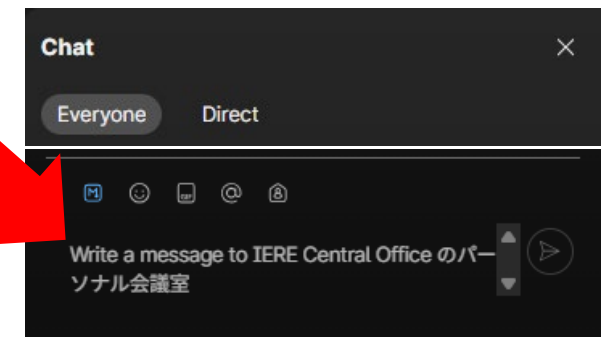 Chat
Everyone Direct
Write a message to IERE Central Office のパー
ソナル会議室